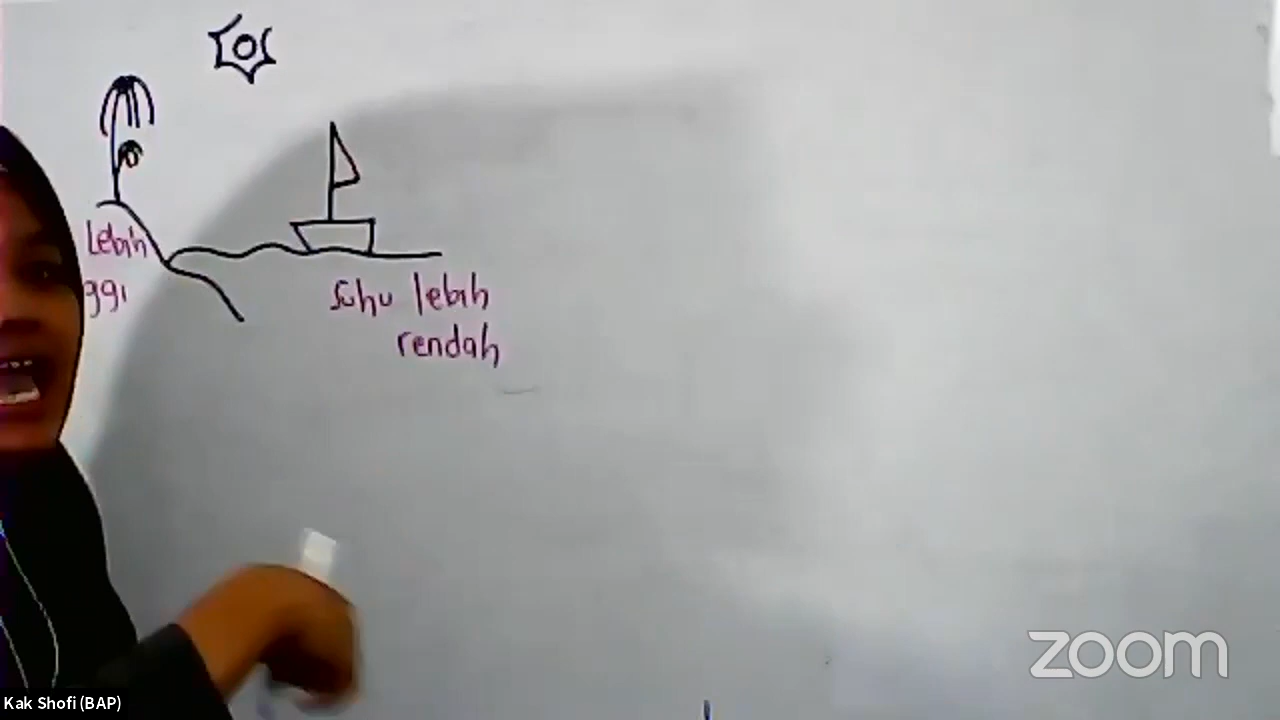 Lebih
ggi
Suhu lebih
rendah
zoom
Kak Shofi (BAP)